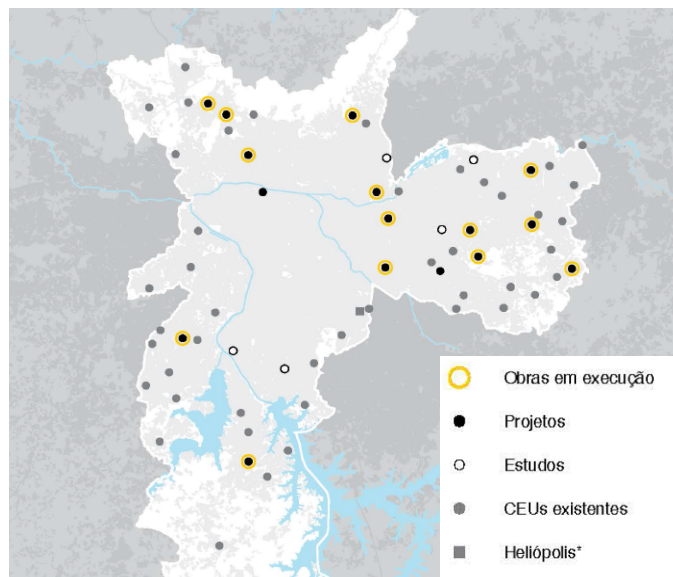 Obras em execução
Projetos
Estudos
CEUs existentes
Heliópolis*